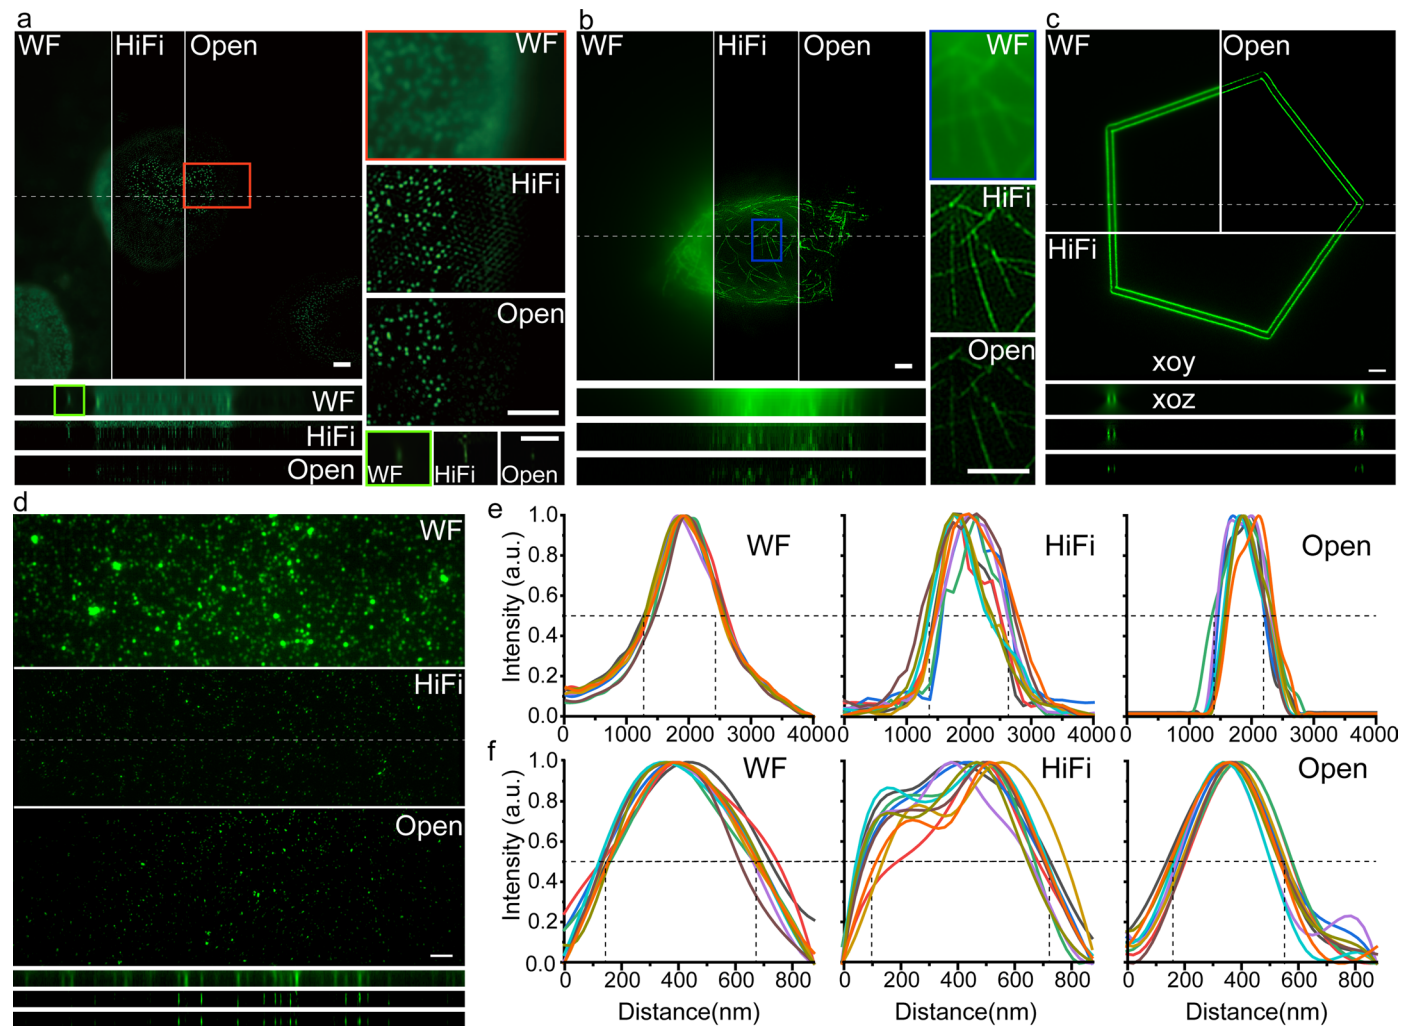 a
WF
HiFi
Open
WF
HiFi
Open
WF
HiFi
Open
WF
HiFi
Open
b
WF
HiFi
Open
WF
HiFi
Open
c
WF
Open
HiFi
xoy
xoz
d
WF
HiFi
Open
e
Intensity (a.u.)
1.0
0.8
0.6
0.4
0.2
0.0
WF
0 1000 2000 3000 4000
HiFi
0 1000 2000 3000 4000
Open
0 1000 2000 3000 4000
f
Intensity (a.u.)
1.0
0.8
0.6
0.4
0.2
0.0
WF
0 200 400 600 800
Distance(nm)
HiFi
0 200 400 600 800
Distance(nm)
Open
0 200 400 600 800
Distance(nm)